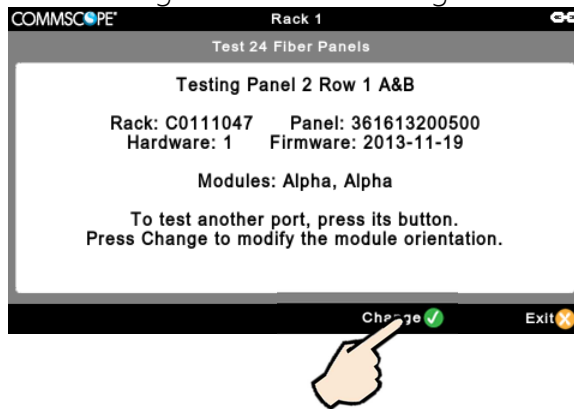 COMMSCOPE® Rack 1
Test 24 Fiber Panels
Testing Panel 2 Row 1 A&B
Rack: C0111047 Panel: 361613200500
Hardware: 1 Firmware: 2013-11-19
Modules: Alpha, Alpha
To test another port, press its button.
Press Change to modify the module orientation.
Change Exit